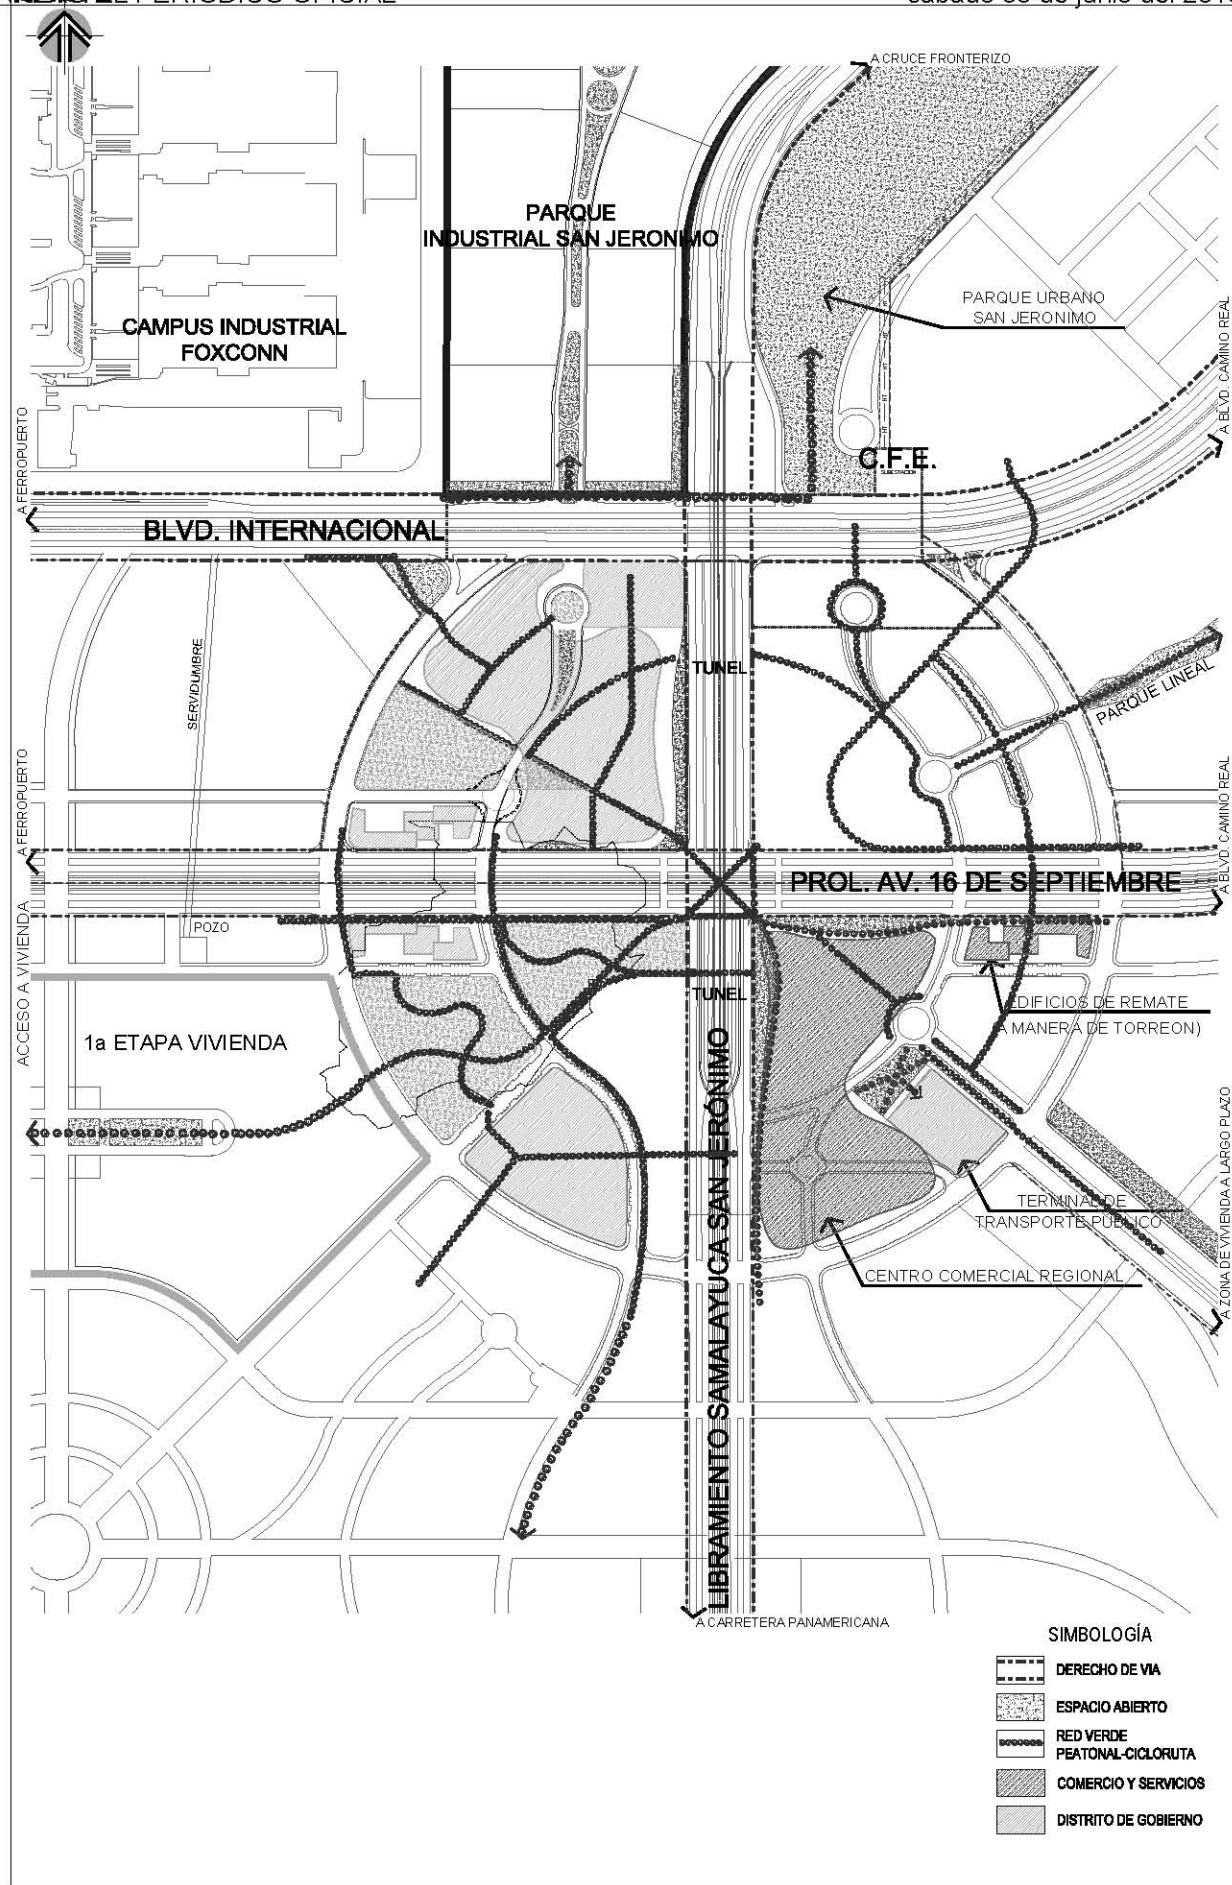 PERIODICO OFICIAL
A CRUCE FRONTERIZO
PARQUE
INDUSTRIAL SAN JERONIMO
PARQUE URBANO
SAN JERONIMO
CAMPUS INDUSTRIAL
FOXCONN
A BLVD. CAMINO REAL
A FERROPUERTO
C.F.E.
SUBESTACION
BLVD. INTERNACIONAL
SERVIDUMBRE
TUNEL
PARQUE LINEAL
A FERROPUERTO
A BLVD. CAMINO REAL
PROL. AV. 16 DE SEPTIEMBRE
POZO
ACCESO A VIVIENDA
TUNEL
EDIFICIOS DE REMATE
(A MANERA DE TORREON)
1a ETAPA VIVIENDA
LIBRAMIENTO SAMALAYUCA SAN JERÓNIMO
A ZONA DE VIVIENDA A LARGO PLAZO
TERMINAL DE
TRANSPORTE PUBLICO
CENTRO COMERCIAL REGIONAL
A CARRETERA PANAMERICANA
SIMBOLOGÍA
DERECHO DE VIA
ESPACIO ABIERTO
RED VERDE
PEATONAL-CICLORUTA
COMERCIO Y SERVICIOS
DISTRITO DE GOBIERNO